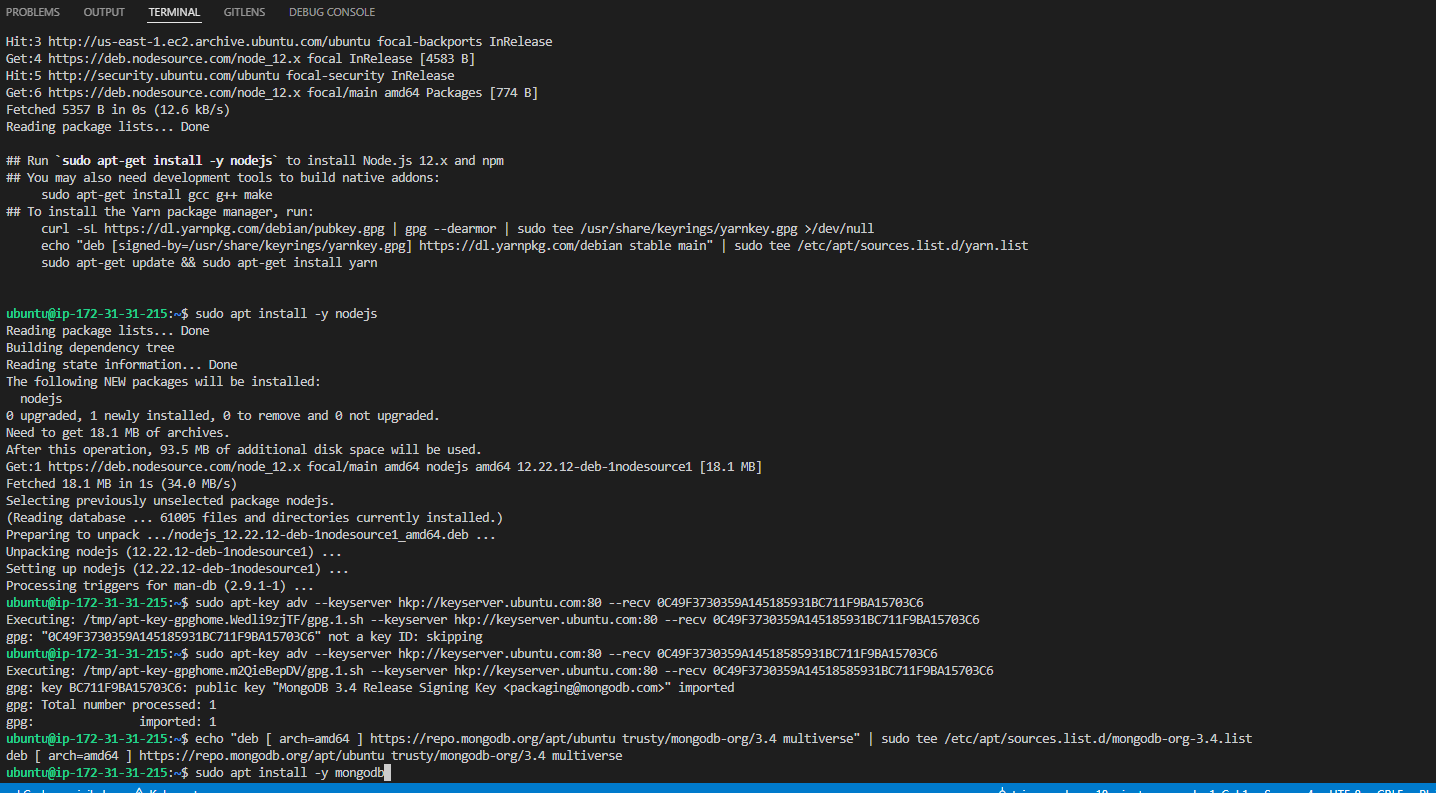 PROBLEMS OUTPUT TERMINAL GITLENS DEBUG CONSOLE
Hit:3 http://us-east-1.ec2.archive.ubuntu.com/ubuntu focal-backports InRelease
Get:4 https://deb.nodesource.com/node_12.x focal InRelease [4583 B]
Hit:5 http://security.ubuntu.com/ubuntu focal-security InRelease
Get:6 https://deb.nodesource.com/node_12.x focal/main amd64 Packages [774 B]
Fetched 5357 B in 0s (12.6 kB/s)
Reading package lists... Done
## Run `sudo apt-get install -y nodejs` to install Node.js 12.x and npm
## You may also need development tools to build native addons:
     sudo apt-get install gcc g++ make
## To install the Yarn package manager, run:
     curl -sL https://dl.yarnpkg.com/debian/pubkey.gpg | gpg --dearmor | sudo tee /usr/share/keyrings/yarnkey.gpg >/dev/null
     echo "deb [signed-by=/usr/share/keyrings/yarnkey.gpg] https://dl.yarnpkg.com/debian stable main" | sudo tee /etc/apt/sources.list.d/yarn.list
     sudo apt-get update && sudo apt-get install yarn
ubuntu@ip-172-31-31-215:~$ sudo apt install -y nodejs
Reading package lists... Done
Building dependency tree
Reading state information... Done
The following NEW packages will be installed:
  nodejs
0 upgraded, 1 newly installed, 0 to remove and 0 not upgraded.
Need to get 18.1 MB of archives.
After this operation, 93.5 MB of additional disk space will be used.
Get:1 https://deb.nodesource.com/node_12.x focal/main amd64 nodejs amd64 12.22.12-deb-1nodesource1 [18.1 MB]
Fetched 18.1 MB in 1s (34.0 MB/s)
Selecting previously unselected package nodejs.
(Reading database ... 61005 files and directories currently installed.)
Preparing to unpack .../nodejs_12.22.12-deb-1nodesource1_amd64.deb ...
Unpacking nodejs (12.22.12-deb-1nodesource1) ...
Setting up nodejs (12.22.12-deb-1nodesource1) ...
Processing triggers for man-db (2.9.1-1) ...
ubuntu@ip-172-31-31-215:~$ sudo apt-key adv --keyserver hkp://keyserver.ubuntu.com:80 --recv 0C49F3730359A145185931BC711F9BA15703C6
Executing: /tmp/apt-key-gpghome.Wedli9zjTF/gpg.1.sh --keyserver hkp://keyserver.ubuntu.com:80 --recv 0C49F3730359A145185931BC711F9BA15703C6
gpg: "0C49F3730359A145185931BC711F9BA15703C6" not a key ID: skipping
ubuntu@ip-172-31-31-215:~$ sudo apt-key adv --keyserver hkp://keyserver.ubuntu.com:80 --recv 0C49F3730359A14518585931BC711F9BA15703C6
Executing: /tmp/apt-key-gpghome.m2QieBepDV/gpg.1.sh --keyserver hkp://keyserver.ubuntu.com:80 --recv 0C49F3730359A14518585931BC711F9BA15703C6
gpg: key BC711F9BA15703C6: public key "MongoDB 3.4 Release Signing Key <packaging@mongodb.com>" imported
gpg: Total number processed: 1
gpg:               imported: 1
ubuntu@ip-172-31-31-215:~$ echo "deb [ arch=amd64 ] https://repo.mongodb.org/apt/ubuntu trusty/mongodb-org/3.4 multiverse" | sudo tee /etc/apt/sources.list.d/mongodb-org-3.4.list
deb [ arch=amd64 ] https://repo.mongodb.org/apt/ubuntu trusty/mongodb-org/3.4 multiverse
ubuntu@ip-172-31-31-215:~$ sudo apt install -y mongodb